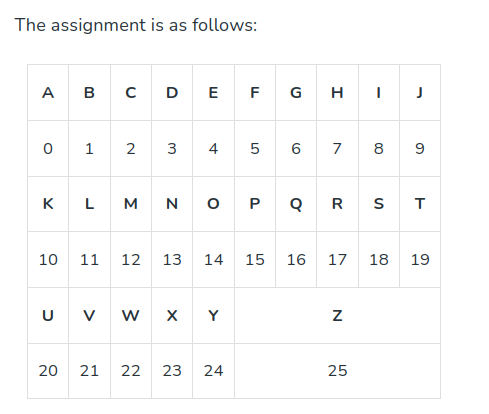 The assignment is as follows:
A B C D E F G H I J
0 1 2 3 4 5 6 7 8 9
K L M N O P Q R S T
10 11 12 13 14 15 16 17 18 19
U V W X Y Z
20 21 22 23 24 25